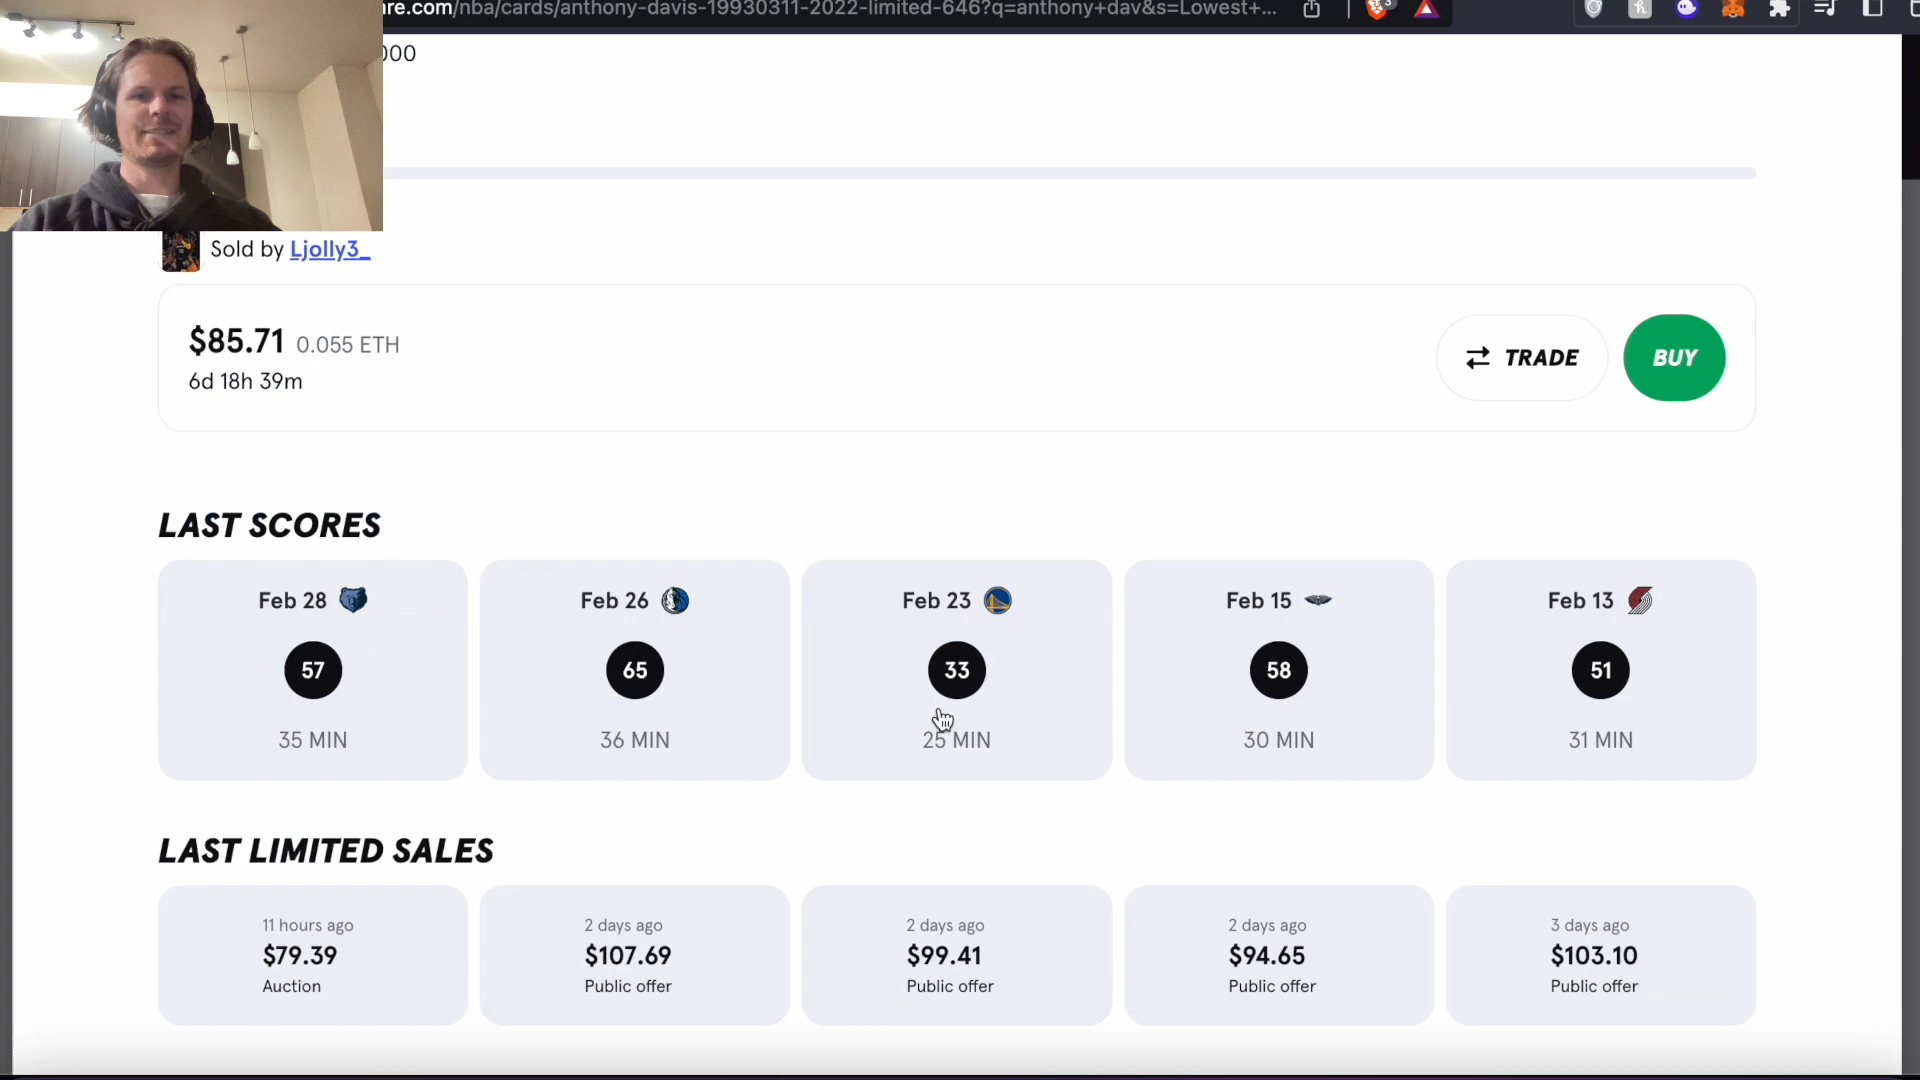 re.com/nba/cards/anthony-davis-19930311-2022-limited-646?q=anthony+dav&s=Lowest+...
3
000
Sold by Ljolly3_
$85.71 0.055 ETH
6d 18h 39m
TRADE
BUY
LAST SCORES
Feb 28
57
35 MIN
Feb 26
65
36 MIN
Feb 23
33
25 MIN
Feb 15
58
30 MIN
Feb 13
51
31 MIN
LAST LIMITED SALES
11 hours ago
$79.39
Auction
2 days ago
$107.69
Public offer
2 days ago
$99.41
Public offer
2 days ago
$94.65
Public offer
3 days ago
$103.10
Public offer